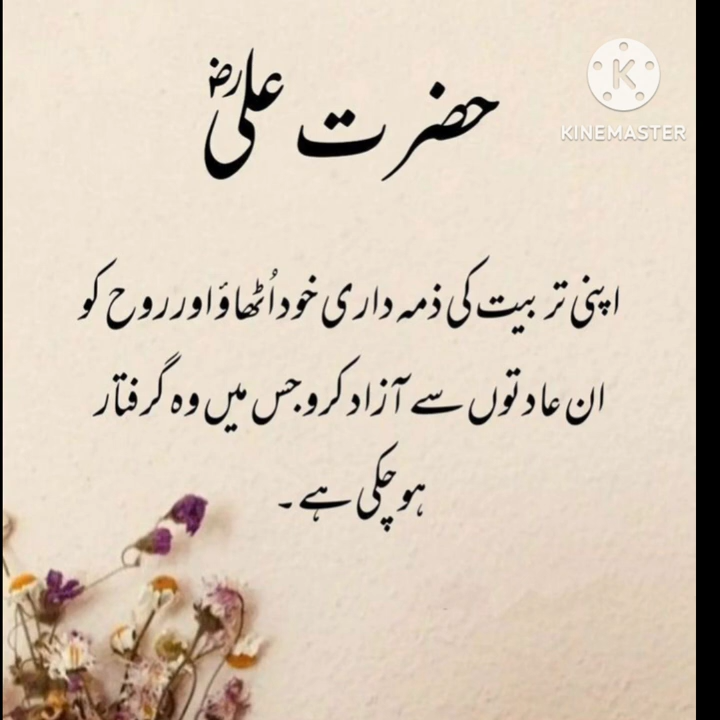 حضرت علیؓ
KINEMASTER
اپنی تربیت کی ذمہ داری خود اُٹھاؤ اور روح کو
ان عادتوں سے آزاد کرو جس میں وہ گرفتار
ہو چکی ہے۔